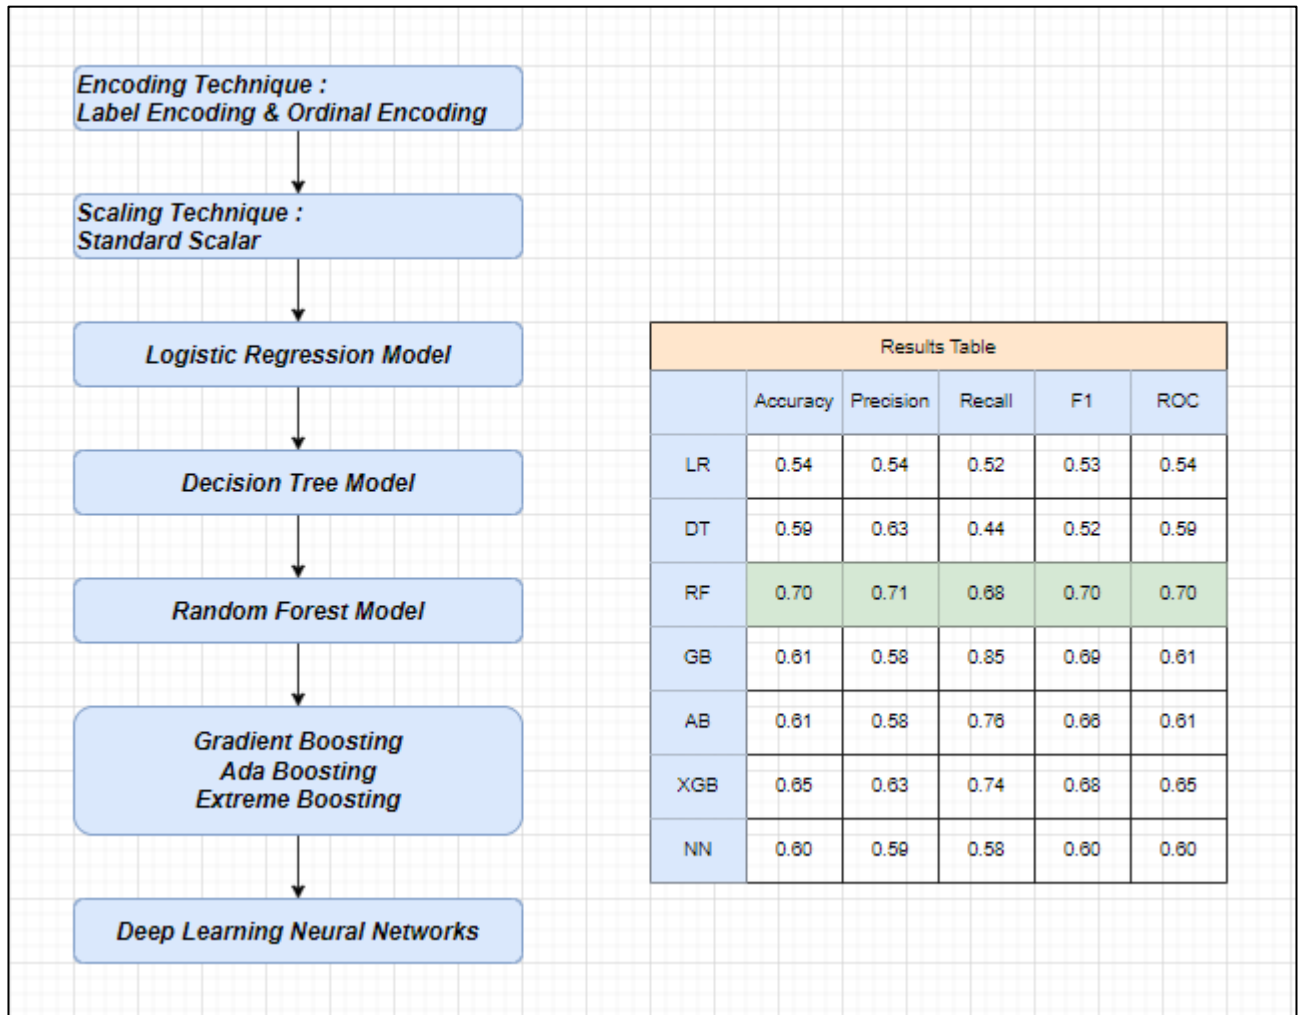 Encoding Technique :
Label Encoding & Ordinal Encoding
Scaling Technique :
Standard Scalar
Logistic Regression Model
Decision Tree Model
Random Forest Model
Gradient Boosting
Ada Boosting
Extreme Boosting
Deep Learning Neural Networks
Results Table
Accuracy Precision Recall F1 ROC
LR 0.54 0.54 0.52 0.53 0.54
DT 0.59 0.63 0.44 0.52 0.59
RF 0.70 0.71 0.68 0.70 0.70
GB 0.61 0.58 0.85 0.69 0.61
AB 0.61 0.58 0.76 0.66 0.61
XGB 0.65 0.63 0.74 0.68 0.65
NN 0.60 0.59 0.58 0.60 0.60